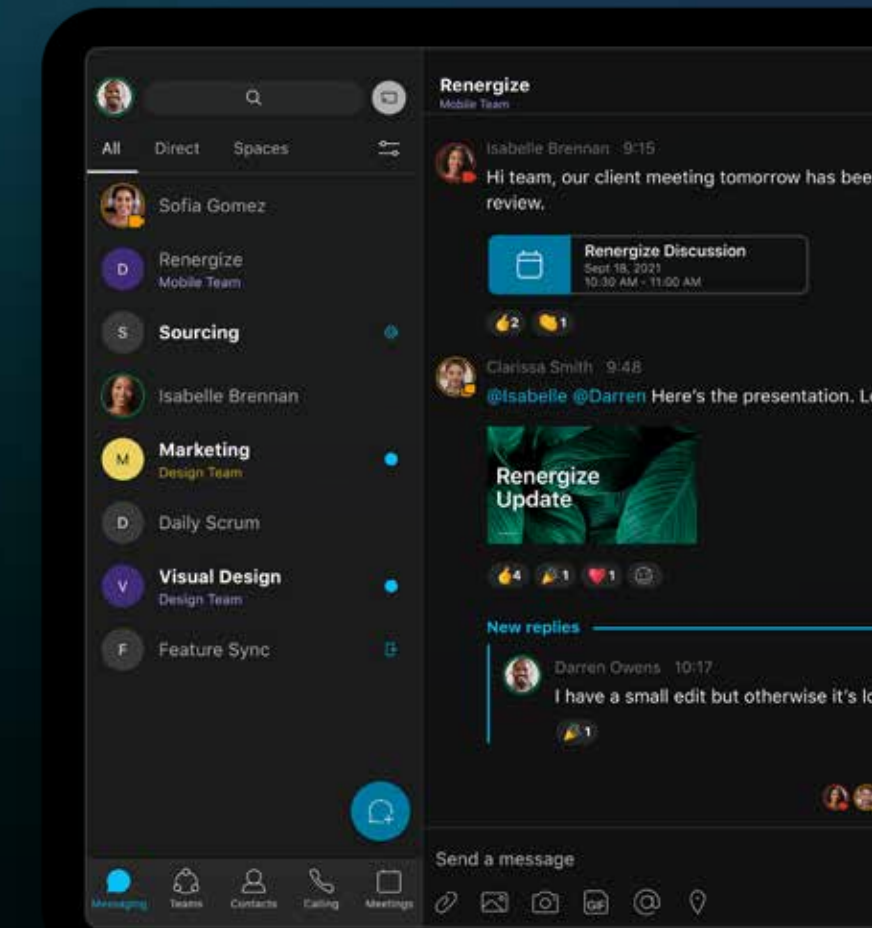 All Direct Spaces
Sofia Gomez
D
Renergize
Mobile Team
S
Sourcing
@
Isabelle Brennan
M
Marketing
Design Team
D
Daily Scrum
V
Visual Design
Design Team
F
Feature Sync
Messaging Teams Contacts Calling Meetings
Renergize
Mobile Team
Isabelle Brennan 9:15
Hi team, our client meeting tomorrow has bee
review.
Renergize Discussion
Sept 18, 2021
10:30 AM - 11:00 AM
2 1
Clarissa Smith 9:48
@Isabelle @Darren Here's the presentation. L
Renergize
Update
4 1 1
New replies
Darren Owens 10:17
I have a small edit but otherwise it's l
1
Send a message
GIF @